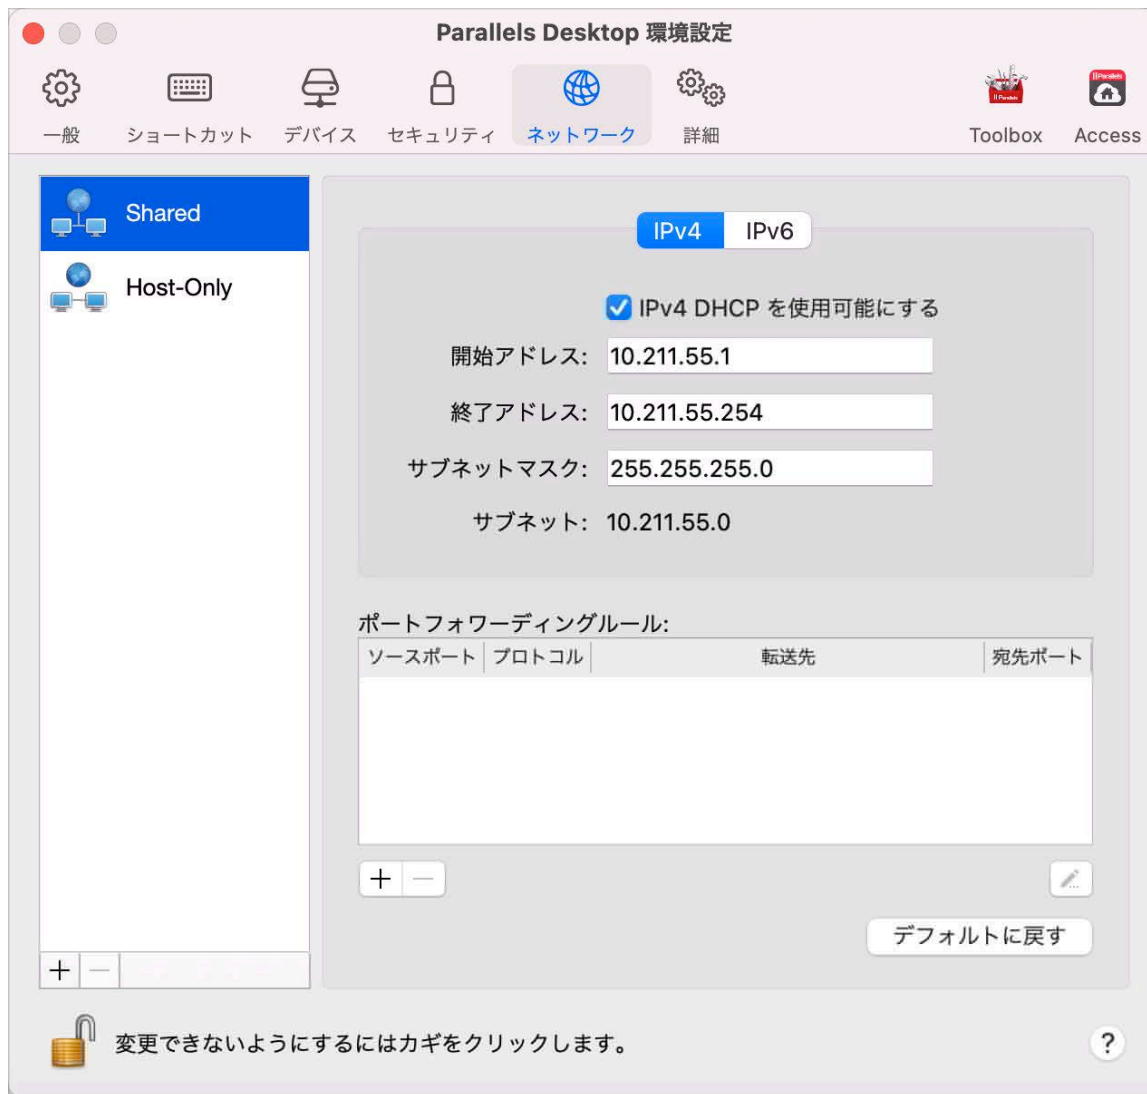 Parallels Desktop 環境設定
一般 ショートカット デバイス セキュリティ ネットワーク 詳細 Toolbox Access
Shared
Host-Only
IPv4 IPv6
IPv4 DHCP を使用可能にする
開始アドレス: 10.211.55.1
終了アドレス: 10.211.55.254
サブネットマスク: 255.255.255.0
サブネット: 10.211.55.0
ポートフォワーディングルール:
ソースポート プロトコル 転送先 宛先ポート
デフォルトに戻す
変更できないようにするにはカギをクリックします。
?